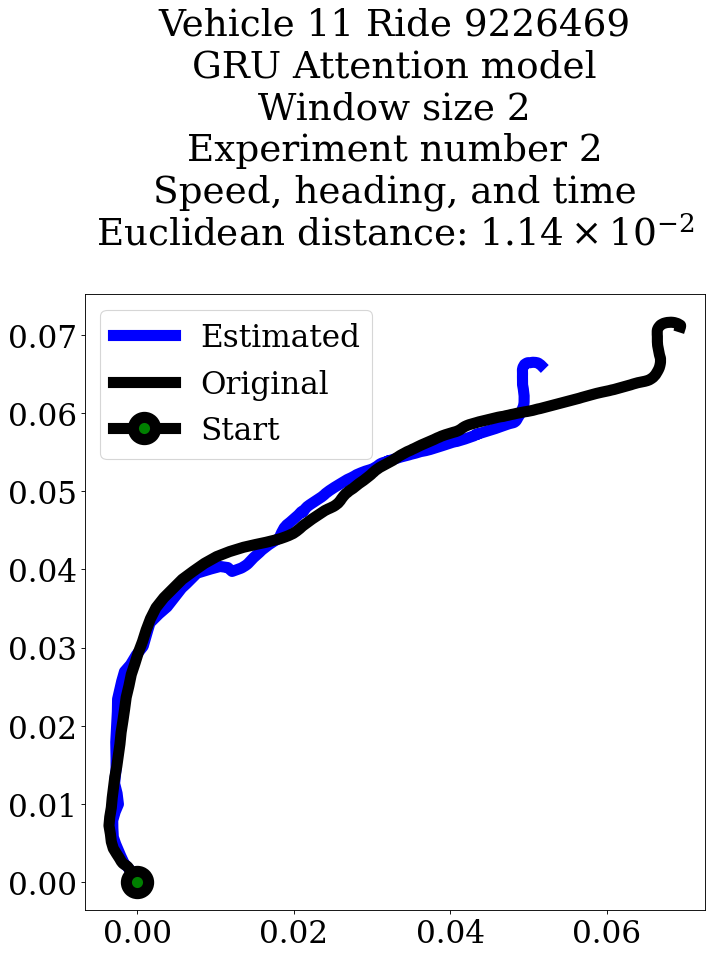 Vehicle 11 Ride 9226469
GRU Attention model
Window size 2
Experiment number 2
Speed, heading, and time
Euclidean distance: 1.14 × 10⁻²
Estimated
Original
Start
0.07
0.06
0.05
0.04
0.03
0.02
0.01
0.00
0.00 0.02 0.04 0.06